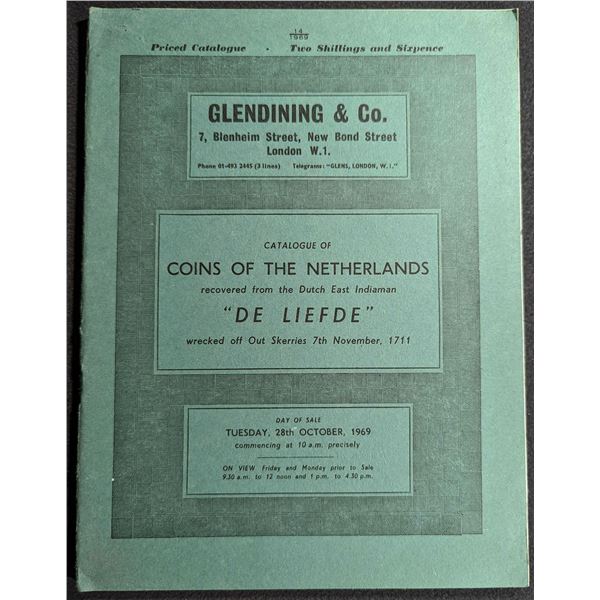 14
1969
Priced Catalogue - Two Shillings and Sixpence
GLENDINING & Co.
7, Blenheim Street, New Bond Street
London W.1.
Phone 01-493 2445 (3 lines) Telegrams: "GLENS, LONDON, W.1."
CATALOGUE OF
COINS OF THE NETHERLANDS
recovered from the Dutch East Indiaman
"DE LIEFDE"
wrecked off Out Skerries 7th November, 1711
DAY OF SALE
TUESDAY, 28th OCTOBER, 1969
commencing at 10 a.m. precisely
ON VIEW Friday and Monday prior to Sale
9.30 a.m. to 12 noon and 1 p.m. to 4.30 p.m.